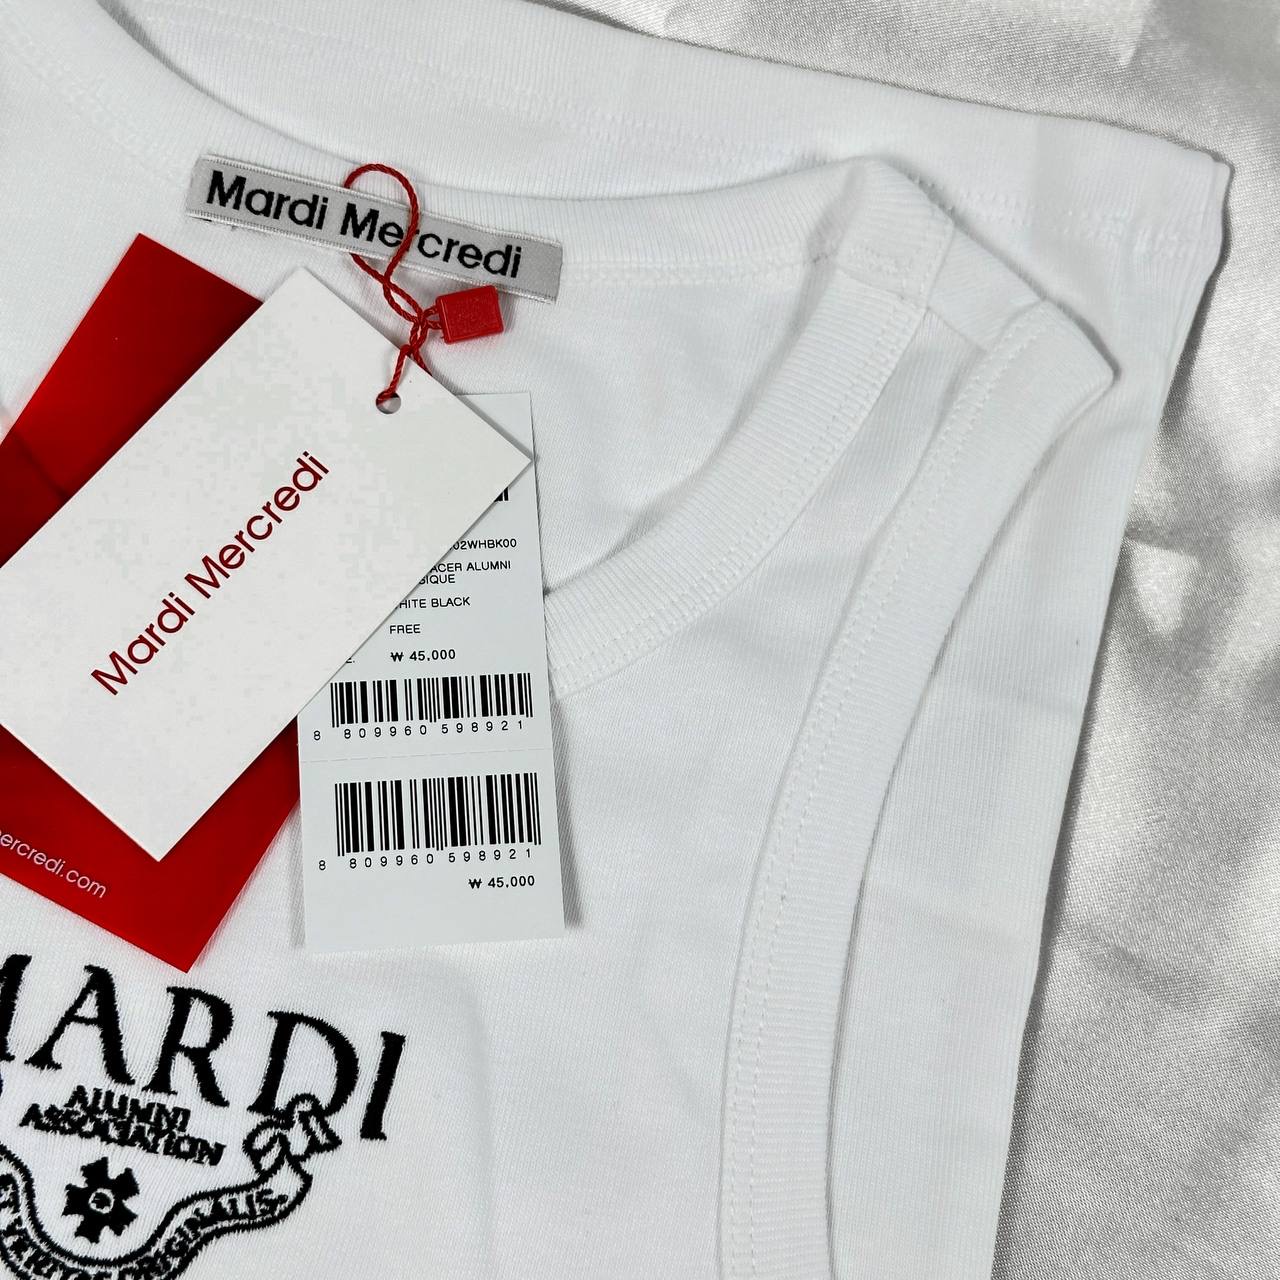 Mardi Mercredi
Mardi Mercredi
02WHBK00
ACER ALUMNI
SIQUE
HITE BLACK
FREE
₩ 45,000
8 809960 598921
8 809960 598921
₩ 45,000
ercredi.com
MARDI
ALUMNI
ASSOCIATION
ORIGINALIS